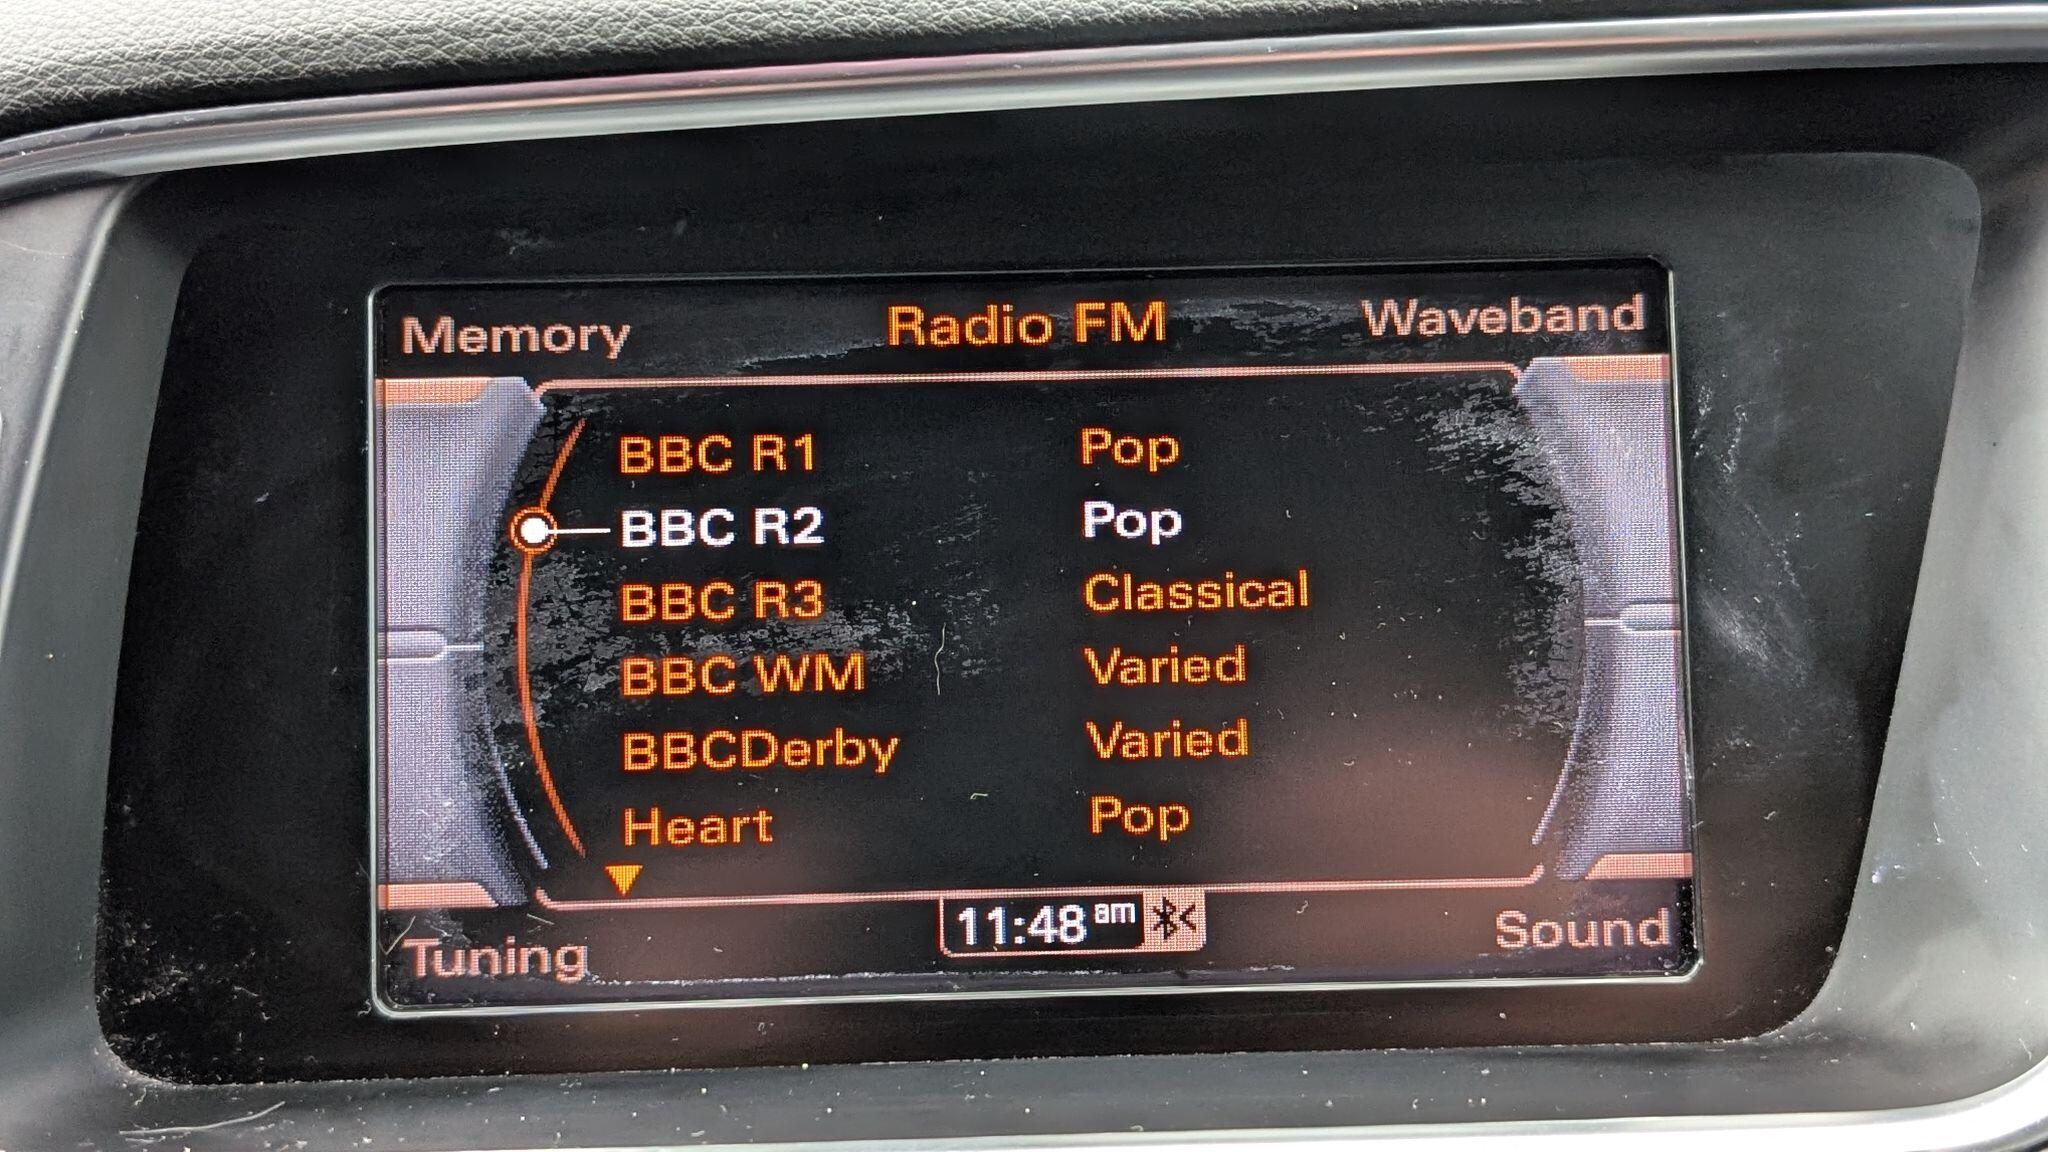 Memory Radio FM Waveband
BBC R1 Pop
BBC R2 Pop
BBC R3 Classical
BBC WM Varied
BBCDerby Varied
Heart Pop
11:48 am
Tuning Sound